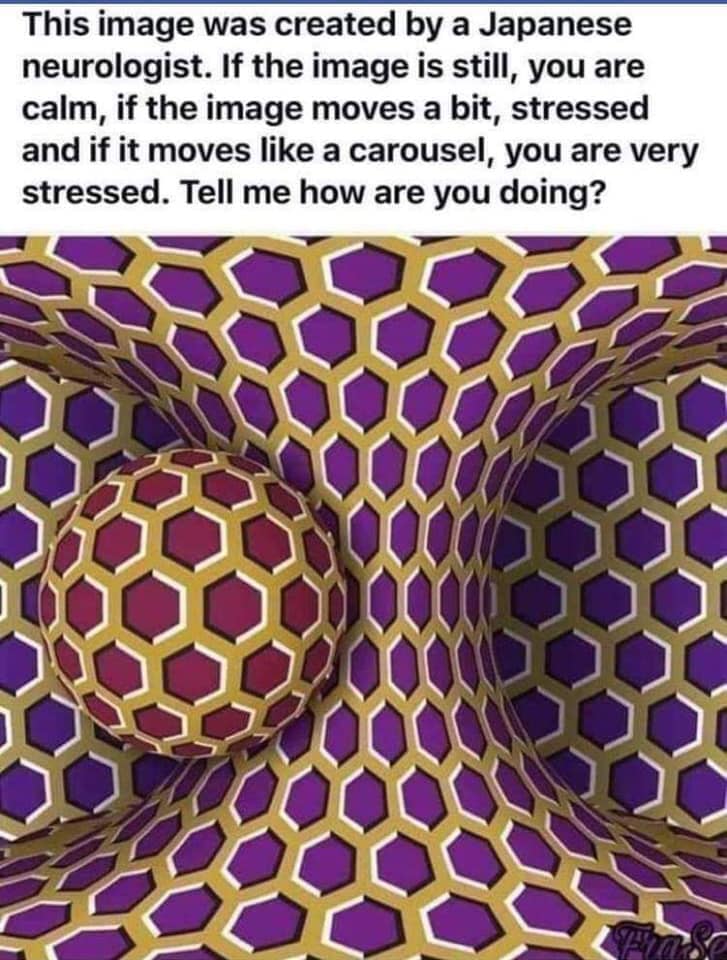 This image was created by a Japanese
neurologist. If the image is still, you are
calm, if the image moves a bit, stressed
and if it moves like a carousel, you are very
stressed. Tell me how are you doing?